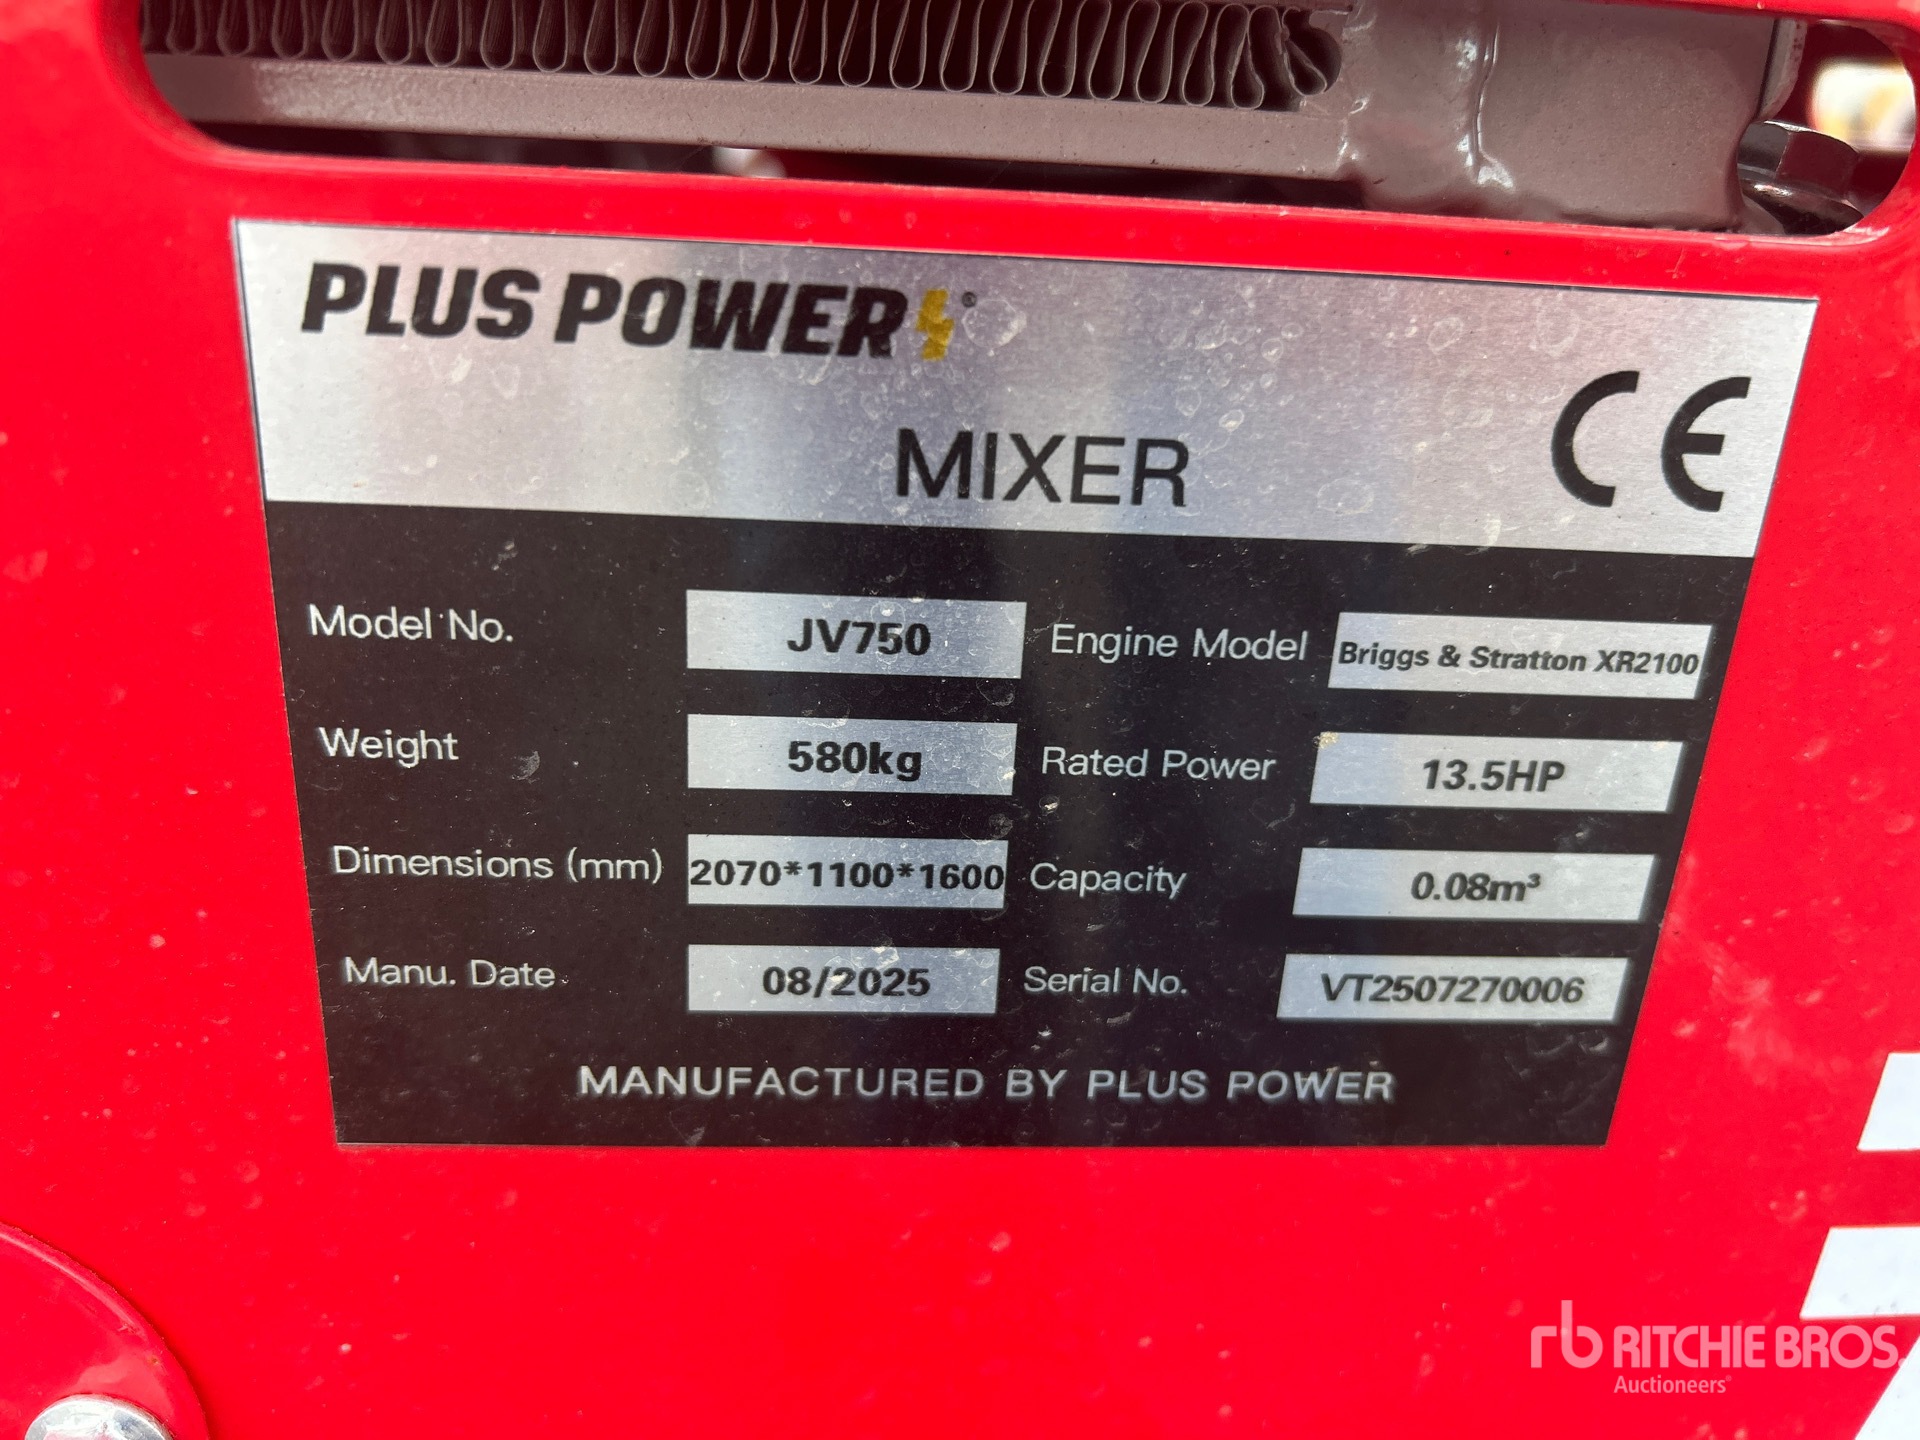 PLUS POWER®
MIXER
CE
Model No. JV750 Engine Model Briggs & Stratton XR2100
Weight 580kg Rated Power 13.5HP
Dimensions (mm) 2070*1100*1600 Capacity 0.08m³
Manu. Date 08/2025 Serial No. VT2507270006
MANUFACTURED BY PLUS POWER
rb RITCHIE BROS.
Auctioneers